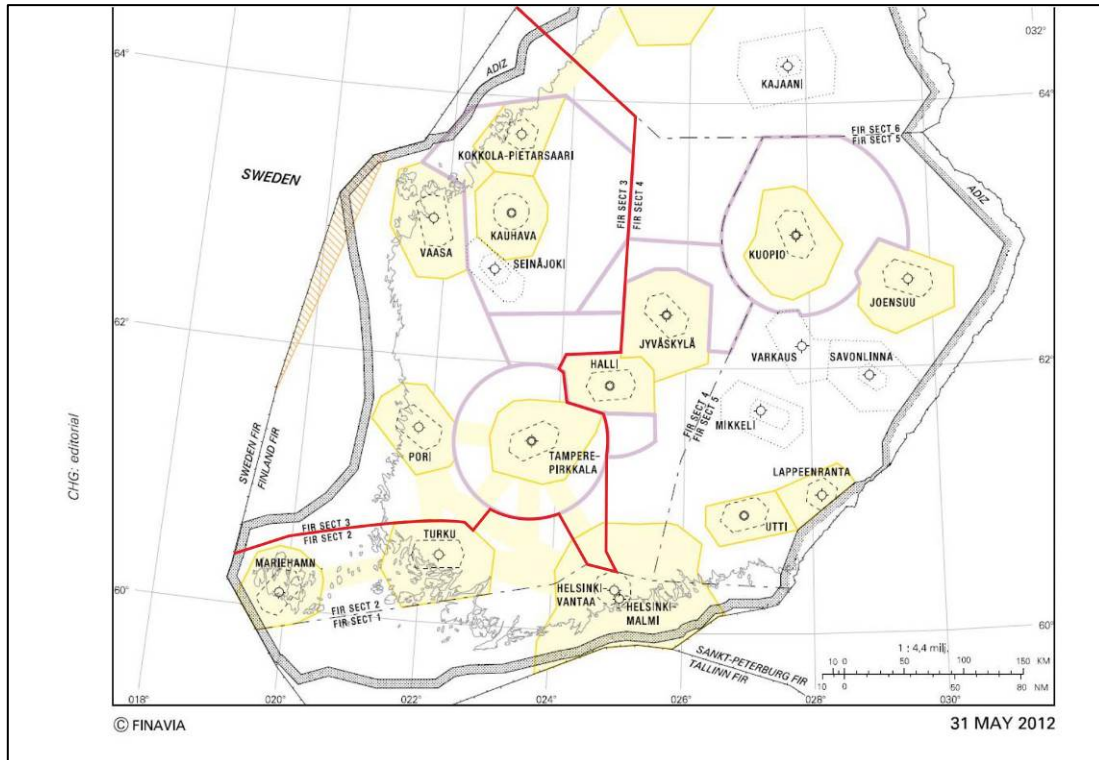 032°
64°
ADIZ
KAJAANI
64°
FIR SECT 6
FIR SECT 5
KOKKOLA-PIETARSAARI
SWEDEN
FIR SECT 3
FIR SECT 4
ADIZ
KAUHAVA
KUOPIO
VAASA
SEINÄJOKI
JOENSUU
62°
JYVÄSKYLÄ
VARKAUS
SAVONLINNA
HALLI
62°
FIR SECT 4
FIR SECT 5
MIKKELI
SWEDEN FIR
FINLAND FIR
PORI
TAMPERE-
PIRKKALA
LAPPEENRANTA
CHG: editorial
UTTI
FIR SECT 3
FIR SECT 2
TURKU
MARIEHAMN
60°
HELSINKI-
VANTAA
HELSINKI-
MALMI
FIR SECT 2
FIR SECT 1
60°
SANKT-PETERBURG FIR
TALLINN FIR
1 : 4,4 milj.
10 0 50 100 150 KM
10 0 50 80 NM
018° 020° 022° 024° 026° 028° 030°
© FINAVIA
31 MAY 2012